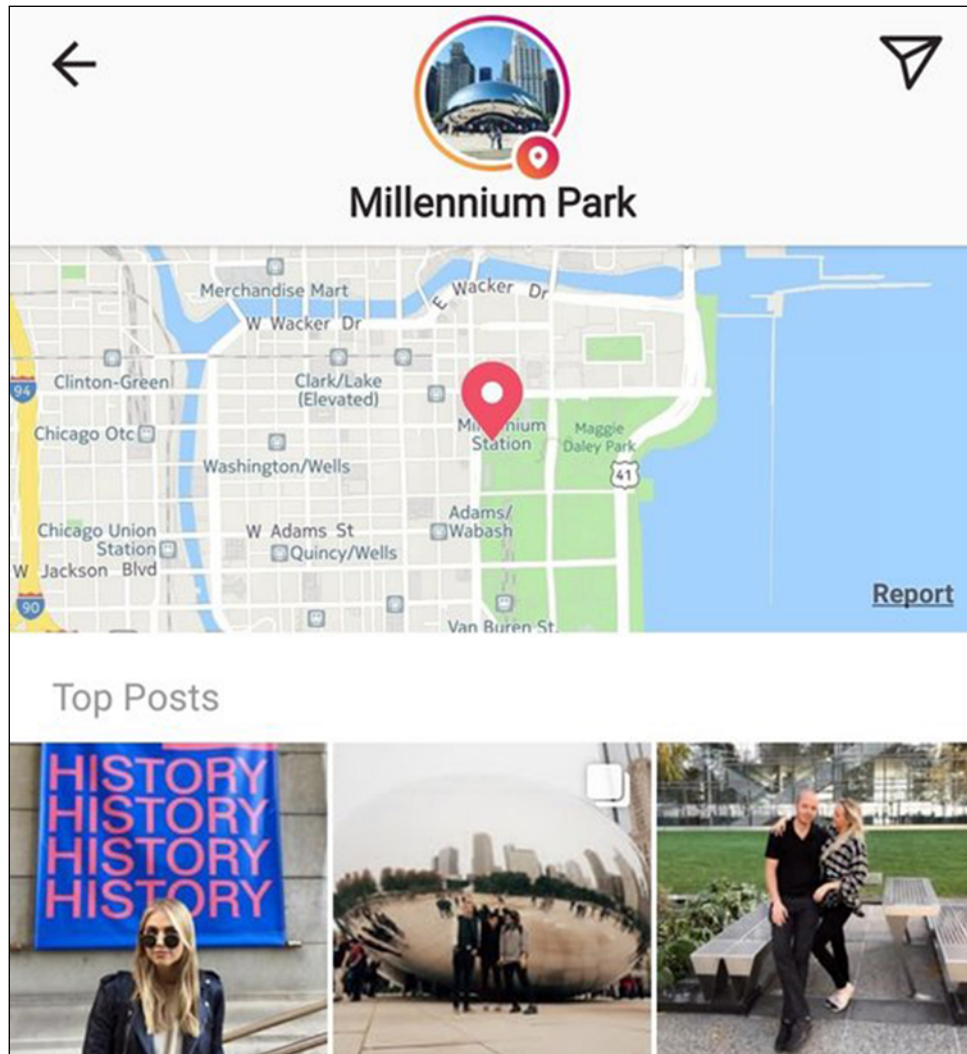 Millennium Park
Merchandise Mart
E Wacker Dr
W Wacker Dr
Clinton-Green
94
Clark/Lake
(Elevated)
Chicago Otc
Millennium
Station
Maggie
Daley Park
41
Washington/Wells
Adams/
Wabash
Chicago Union
Station
W Adams St
Quincy/Wells
W Jackson Blvd
90
Van Buren St.
Report
Top Posts
HISTORY
HISTORY
HISTORY
HISTORY